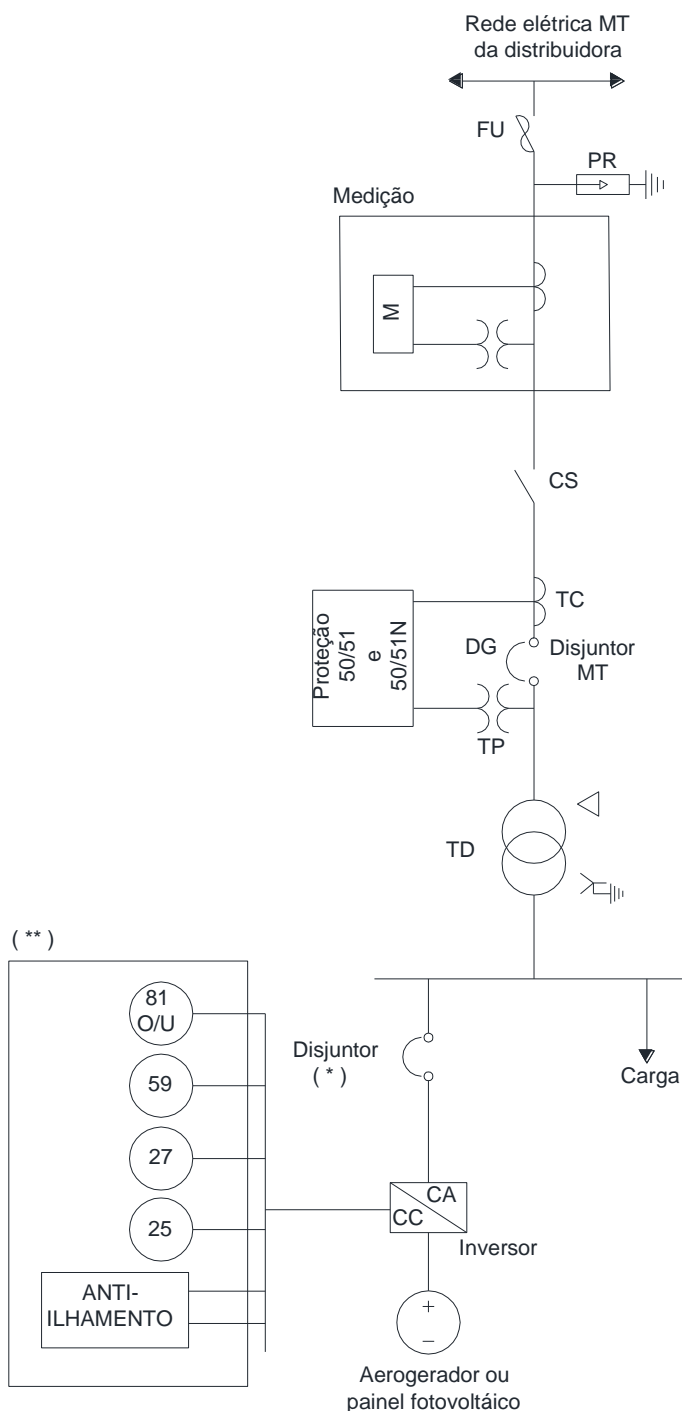 Rede elétrica MT
da distribuidora
FU
PR
Medição
M
CS
TC
Proteção
50/51
e
50/51N
DG
Disjuntor
MT
TP
TD
( ** )
81
O/U
59
27
25
ANTI-
ILHAMENTO
Disjuntor
( * )
Carga
CA
CC
Inversor
+
–
Aerogerador ou
painel fotovoltáico